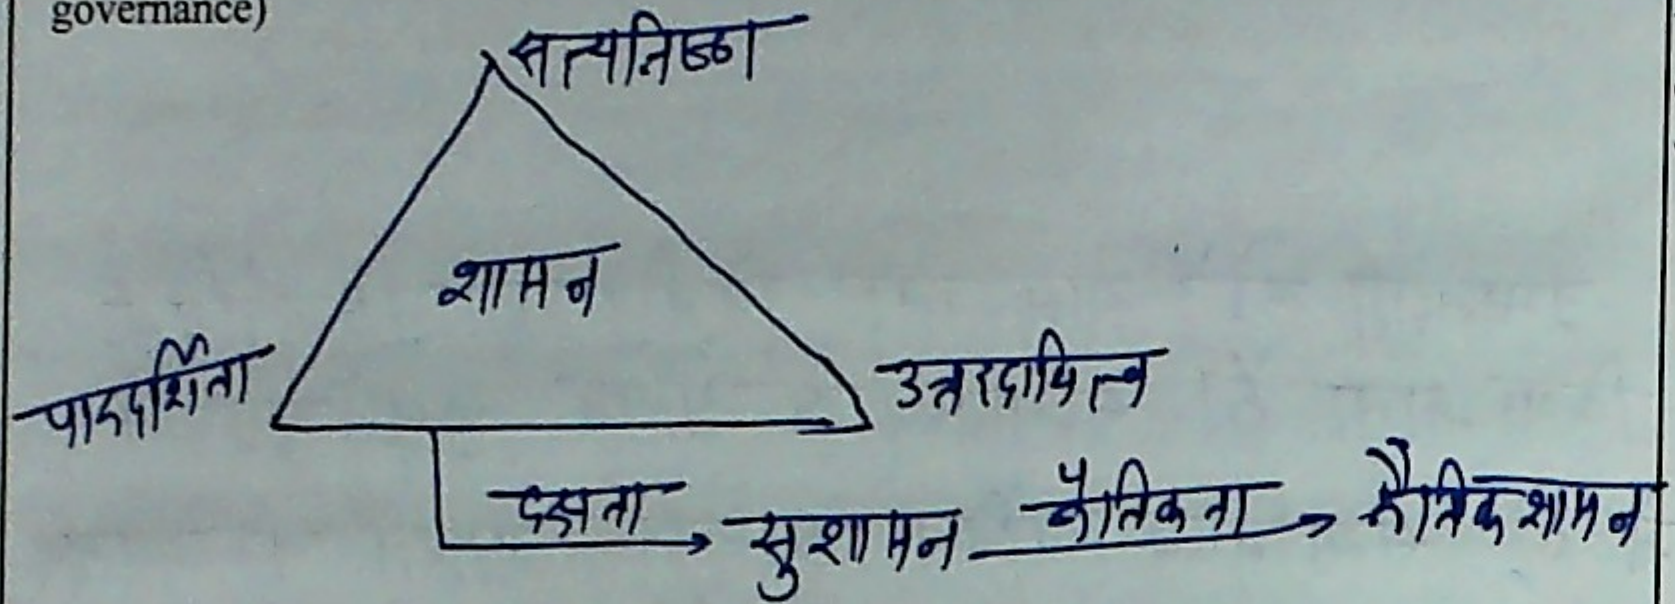 governance)
सत्यनिष्ठा
शासन
पारदर्शिता
उत्तरदायित्व
दक्षता
सुशासन नैतिकता नैतिक शासन